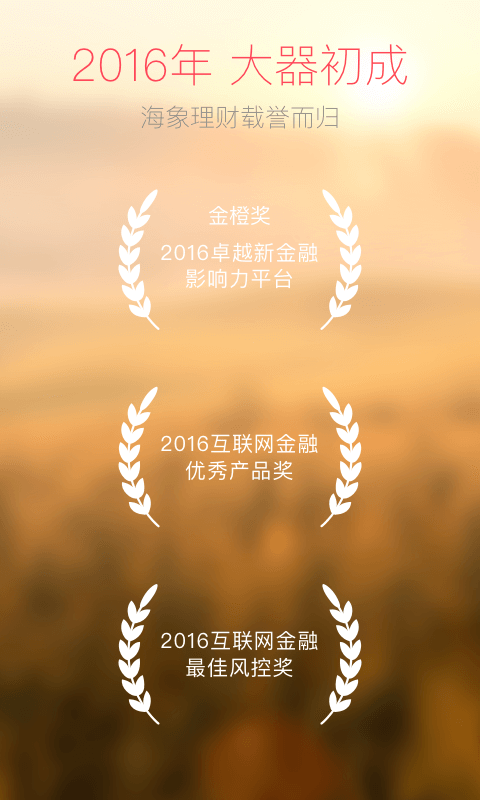 2016年 大器初成
海象理财载誉而归
金橙奖
2016卓越新金融
影响力平台
2016互联网金融
优秀产品奖
2016互联网金融
最佳风控奖